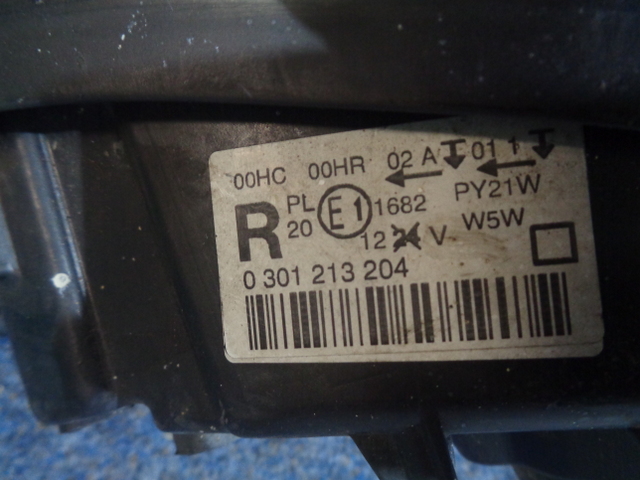 00HC 00HR 02 A 01 1
R PL 20 E1 1682 PY21W
12 V W5W
0 301 213 204